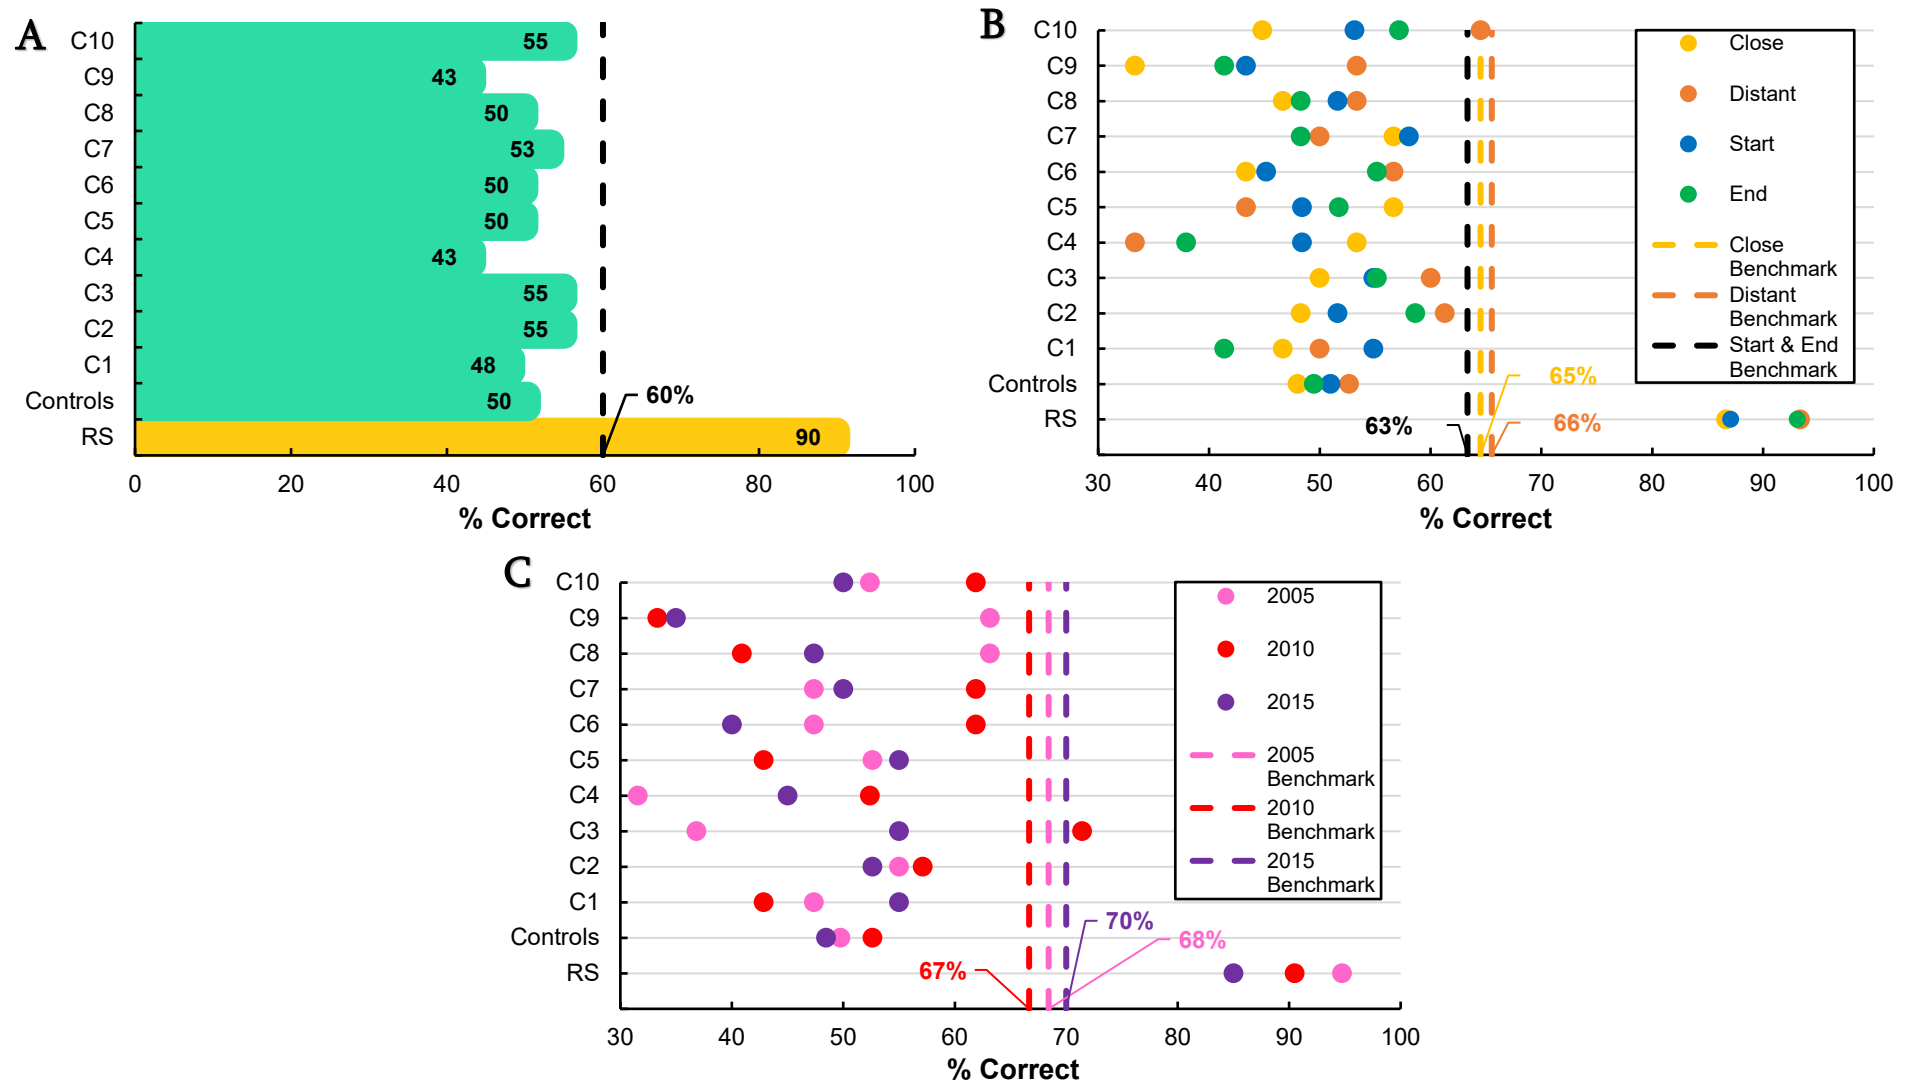 A
C10
55
C9
43
C8
50
C7
53
C6
50
C5
50
C4
43
C3
55
C2
55
C1
48
Controls
50
RS
90
60%
0 20 40 60 80 100
% Correct
B
C10
C9
C8
C7
C6
C5
C4
C3
C2
C1
Controls
RS
63%
65%
66%
30 40 50 60 70 80 90 100
% Correct
Close
Distant
Start
End
Close
Benchmark
Distant
Benchmark
Start & End
Benchmark
C
C10
C9
C8
C7
C6
C5
C4
C3
C2
C1
Controls
RS
67%
70%
68%
30 40 50 60 70 80 90 100
% Correct
2005
2010
2015
2005
Benchmark
2010
Benchmark
2015
Benchmark